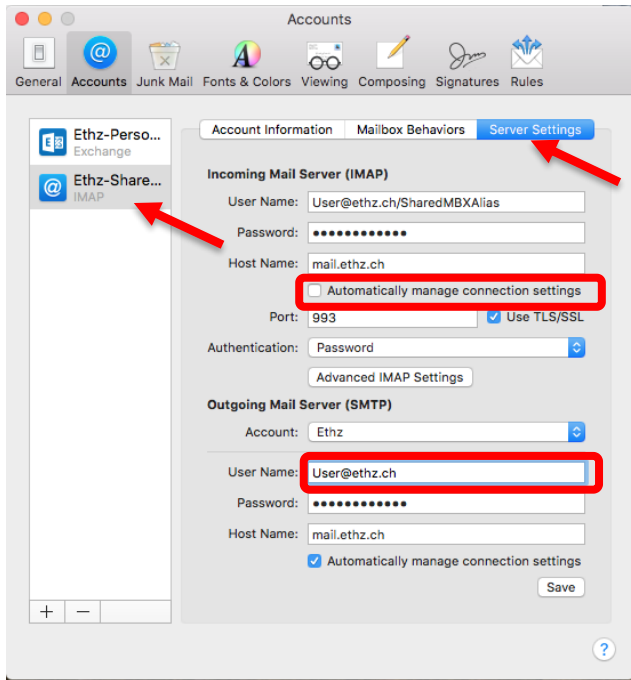 Accounts
General Accounts Junk Mail Fonts & Colors Viewing Composing Signatures Rules
Ethz-Perso...
Exchange
Ethz-Share...
IMAP
Account Information Mailbox Behaviors Server Settings
Incoming Mail Server (IMAP)
User Name: User@ethz.ch/SharedMBXAlias
Password: ●●●●●●●●●●●●
Host Name: mail.ethz.ch
Automatically manage connection settings
Port: 993 Use TLS/SSL
Authentication: Password
Advanced IMAP Settings
Outgoing Mail Server (SMTP)
Account: Ethz
User Name: User@ethz.ch
Password: ●●●●●●●●●●●●
Host Name: mail.ethz.ch
Automatically manage connection settings
Save
+ −
?